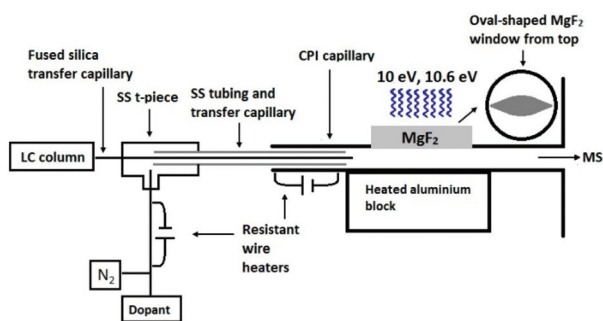 Oval-shaped MgF₂
window from top
Fused silica
transfer capillary
CPI capillary
SS t-piece
SS tubing and
transfer capillary
10 eV, 10.6 eV
MgF₂
LC column
MS
Heated aluminium
block
Resistant
wire
heaters
N₂
Dopant